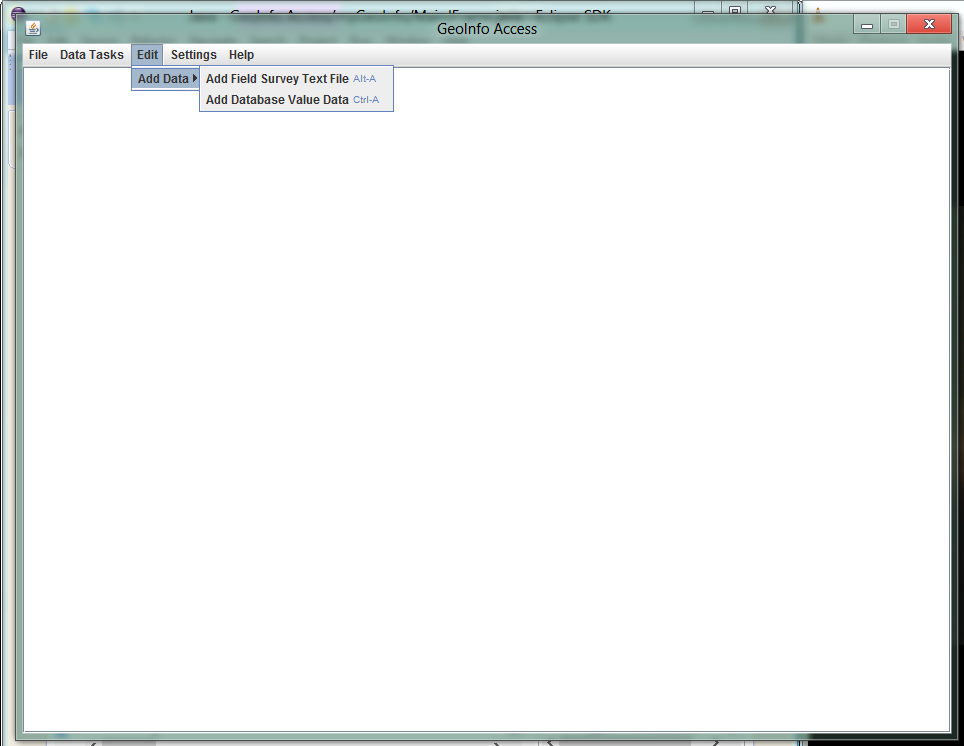 GeoInfo Access
File Data Tasks Edit Settings Help
Add Data Add Field Survey Text File Alt-A
Add Database Value Data Ctrl-A